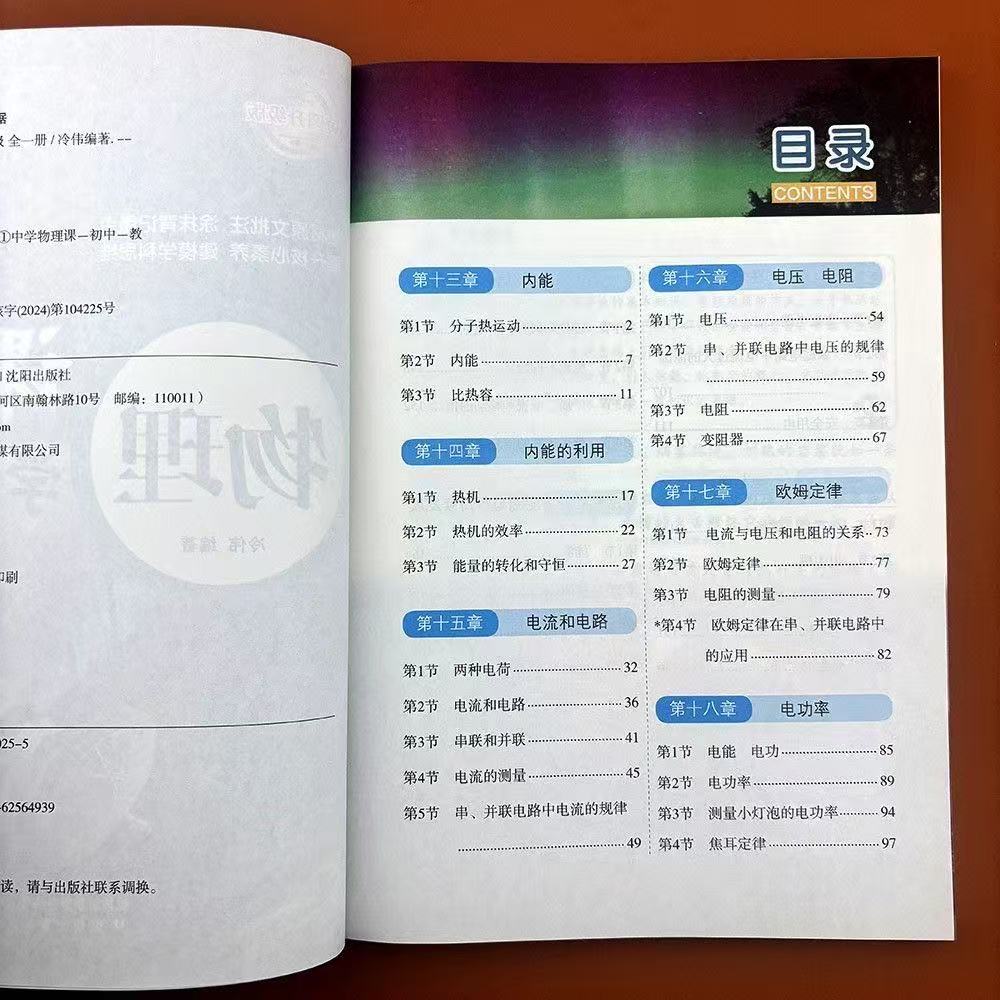 据
级 全一册 / 冷伟编著. --
①中学物理课－初中－教
核字(2024)第104225号
沈阳出版社
河区南翰林路10号 邮编：110011）
om
媒有限公司
印刷
025-5
-62564939
读，请与出版社联系调换。
物理
冷伟 编著
目录
CONTENTS
第十三章 内能
第1节 分子热运动 2
第2节 内能 7
第3节 比热容 11
第十四章 内能的利用
第1节 热机 17
第2节 热机的效率 22
第3节 能量的转化和守恒 27
第十五章 电流和电路
第1节 两种电荷 32
第2节 电流和电路 36
第3节 串联和并联 41
第4节 电流的测量 45
第5节 串、并联电路中电流的规律
49
第十六章 电压 电阻
第1节 电压 54
第2节 串、并联电路中电压的规律
59
第3节 电阻 62
第4节 变阻器 67
第十七章 欧姆定律
第1节 电流与电压和电阻的关系 73
第2节 欧姆定律 77
第3节 电阻的测量 79
*第4节 欧姆定律在串、并联电路中
的应用 82
第十八章 电功率
第1节 电能 电功 85
第2节 电功率 89
第3节 测量小灯泡的电功率 94
第4节 焦耳定律 97